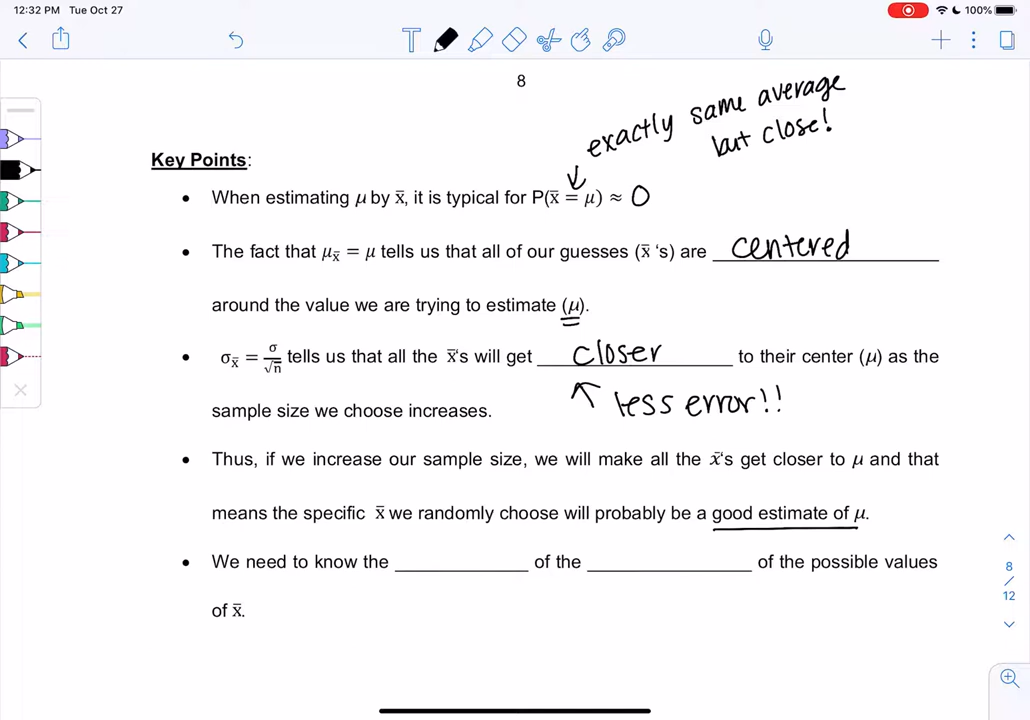 12:32 PM Tue Oct 27
100%
8
exactly same average
but close!
Key Points:
• When estimating μ by x̄, it is typical for P(x̄ = μ) ≈ 0
• The fact that μx̄ = μ tells us that all of our guesses (x̄ 's) are centered
around the value we are trying to estimate (μ).
• σx̄ = σ/√n tells us that all the x̄'s will get closer to their center (μ) as the
sample size we choose increases.
less error!!
• Thus, if we increase our sample size, we will make all the x̄'s get closer to μ and that
means the specific x̄ we randomly choose will probably be a good estimate of μ.
• We need to know the ____________ of the ______________ of the possible values
of x̄.
8
/
12